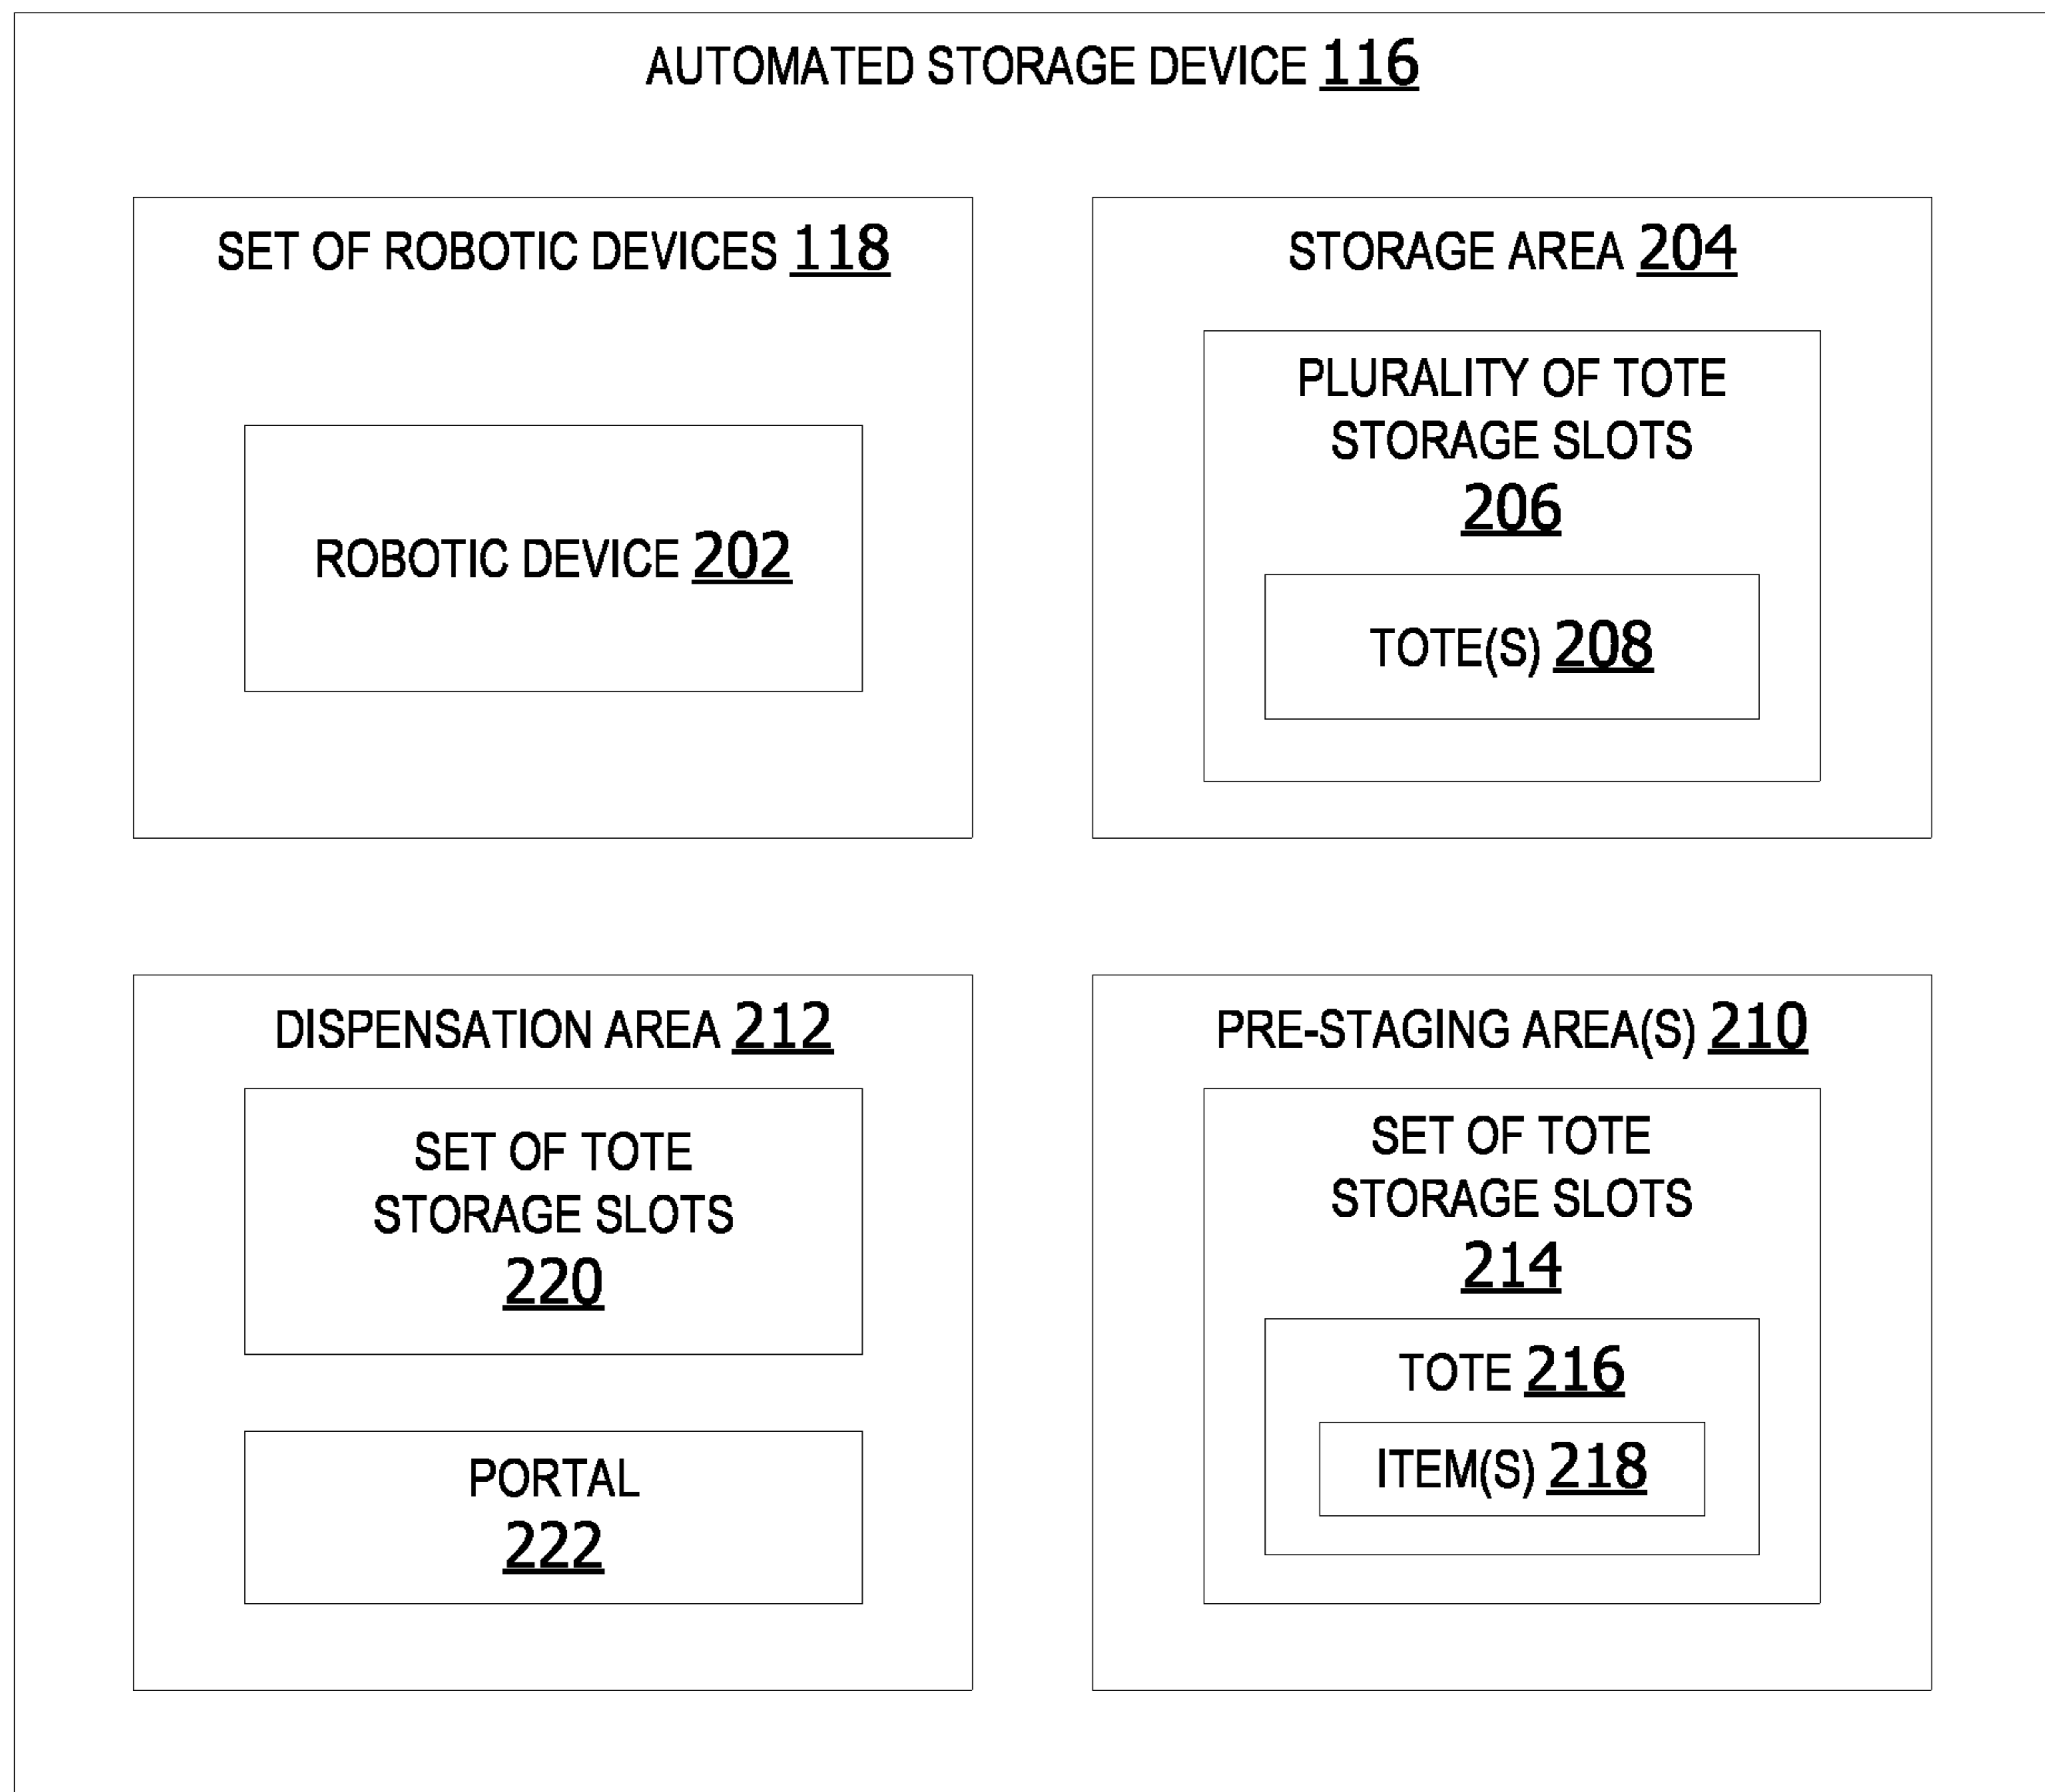 AUTOMATED STORAGE DEVICE 116
SET OF ROBOTIC DEVICES 118
ROBOTIC DEVICE 202
STORAGE AREA 204
PLURALITY OF TOTE
STORAGE SLOTS
206
TOTE(S) 208
DISPENSATION AREA 212
SET OF TOTE
STORAGE SLOTS
220
PORTAL
222
PRE-STAGING AREA(S) 210
SET OF TOTE
STORAGE SLOTS
214
TOTE 216
ITEM(S) 218